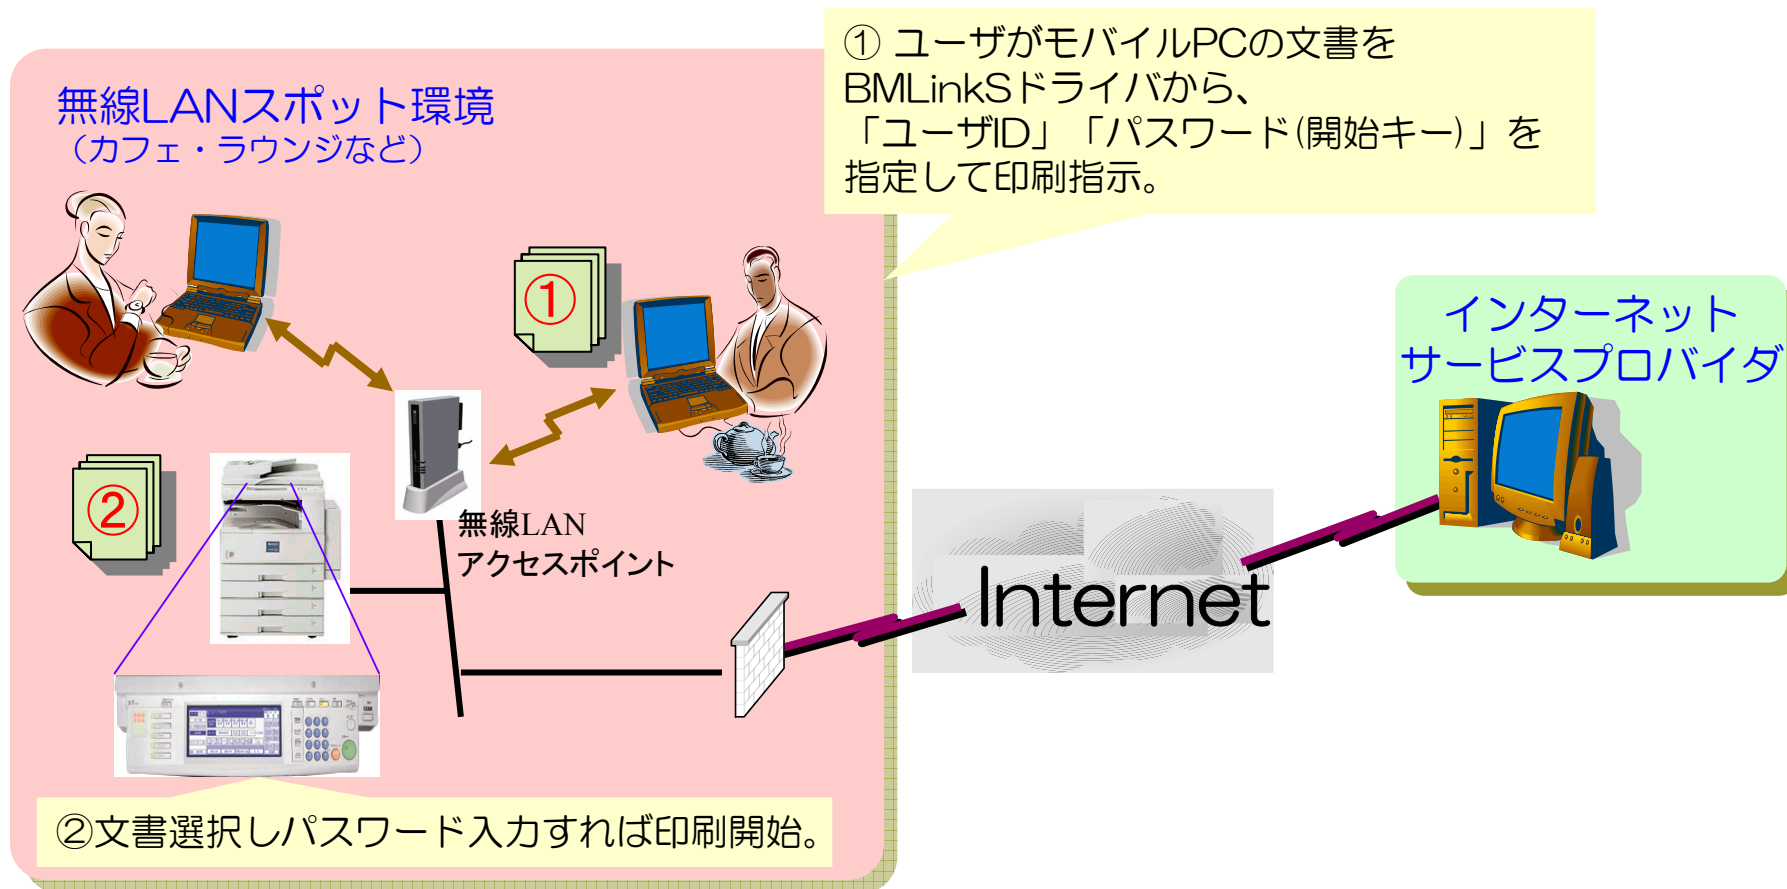 ① ユーザがモバイルPCの文書を
BMLinkSドライバから、
「ユーザID」「パスワード(開始キー)」を
指定して印刷指示。
無線LANスポット環境
（カフェ・ラウンジなど）
①
インターネット
サービスプロバイダ
②
無線LAN
アクセスポイント
Internet
②文書選択しパスワード入力すれば印刷開始。